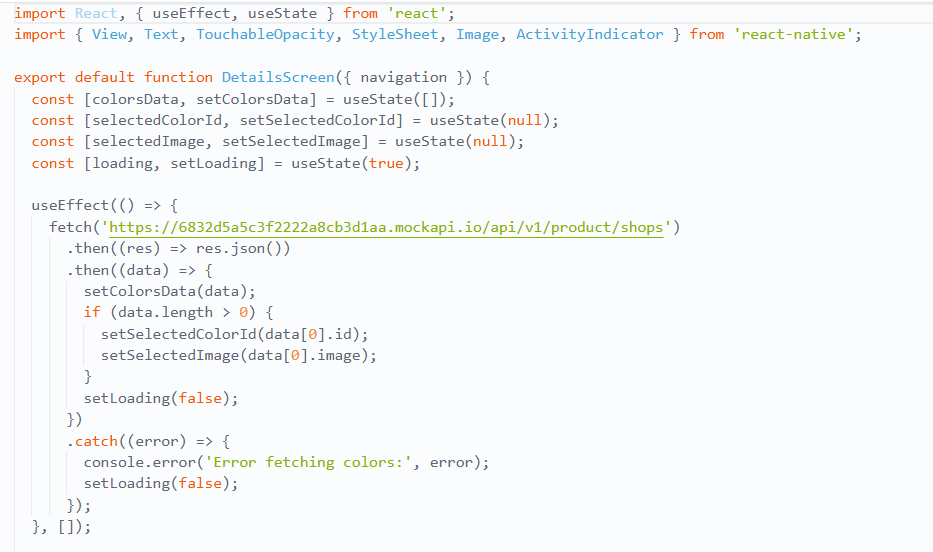 import React, { useEffect, useState } from 'react';
import { View, Text, TouchableOpacity, StyleSheet, Image, ActivityIndicator } from 'react-native';
export default function DetailsScreen({ navigation }) {
const [colorsData, setColorsData] = useState([]);
const [selectedColorId, setSelectedColorId] = useState(null);
const [selectedImage, setSelectedImage] = useState(null);
const [loading, setLoading] = useState(true);
useEffect(() => {
fetch('https://6832d5a5c3f2222a8cb3d1aa.mockapi.io/api/v1/product/shops')
.then((res) => res.json())
.then((data) => {
setColorsData(data);
if (data.length > 0) {
setSelectedColorId(data[0].id);
setSelectedImage(data[0].image);
}
setLoading(false);
})
.catch((error) => {
console.error('Error fetching colors:', error);
setLoading(false);
});
}, []);